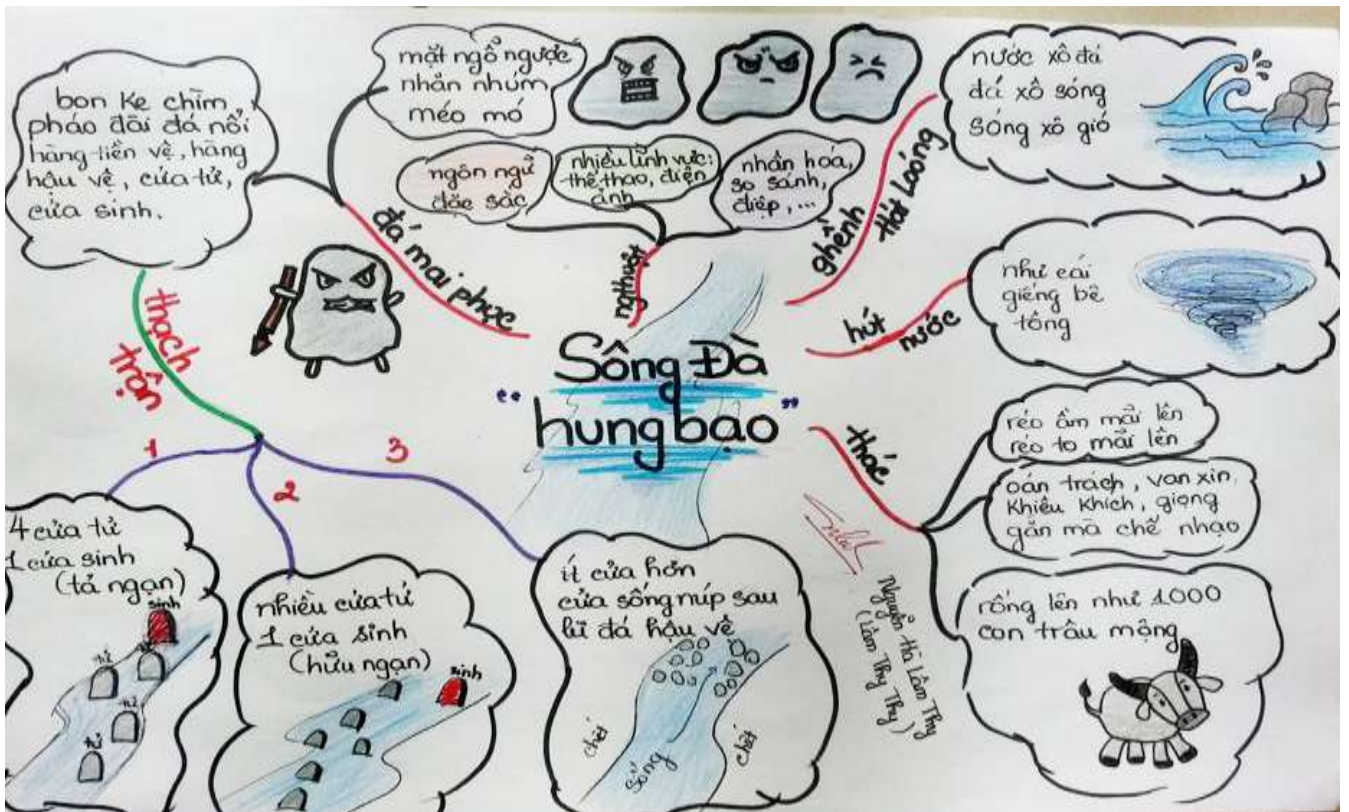 Sông Đà
"hung bạo"
thạch
trận
bon ke chìm
pháo đài đá nổi
hàng tiền vệ, hàng
hậu vệ, cửa tử,
cửa sinh.
1
4 cửa tử
1 cửa sinh
(tả ngạn)
sinh
tử
tử
tử
tử
2
nhiều cửa tử
1 cửa sinh
(hữu ngạn)
sinh
3
ít cửa hơn
cửa sống núp sau
lũ đá hậu vệ
chết
sống
chết
đá mai phục
mặt ngỗ ngược
nhăn nhúm
méo mó
ng thuật
ngôn ngữ
đặc sắc
nhiều lĩnh vực:
thể thao, điện
ảnh
nhân hóa,
so sánh,
điệp, ...
ghềnh
Hát Loóng
nước xô đá
đá xô sóng
Sóng xô gió
hút
nước
như cái
giếng bê
tông
thác
réo ầm mãi lên
réo to mãi lên
oán trách, van xin,
khiêu khích, giọng
gằn mà chế nhạo
rống lên như 1000
con trâu mộng
Nguyễn Hà Lâm Thy
(Lâm Thy Thy)